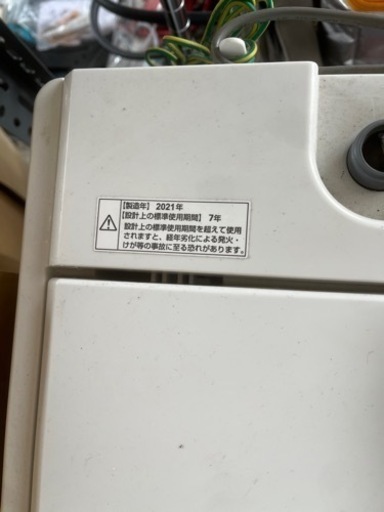 【製造年】 2021年
【設計上の標準使用期間】 7年
設計上の標準使用期間を超えて使用
されますと、経年劣化による発火・
けが等の事故に至る恐れがあります。